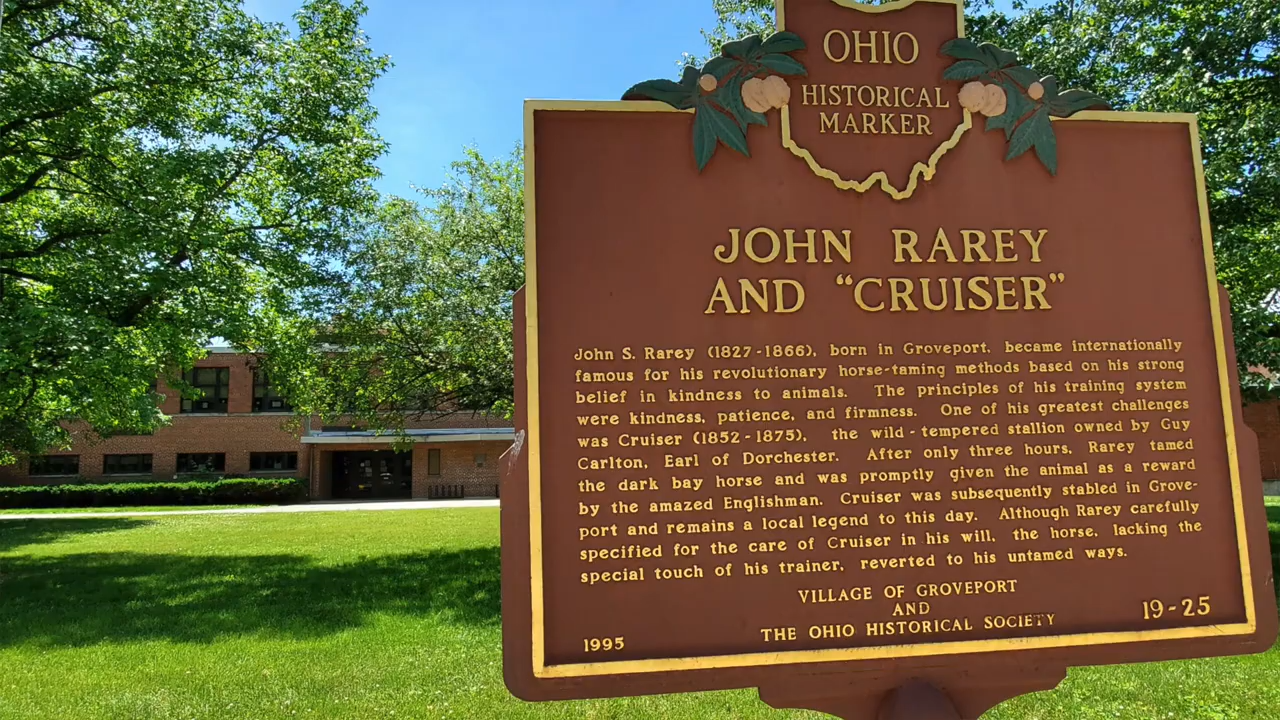 OHIO
HISTORICAL
MARKER
JOHN RAREY
AND "CRUISER"
John S. Rarey (1827-1866), born in Groveport, became internationally
famous for his revolutionary horse-taming methods based on his strong
belief in kindness to animals. The principles of his training system
were kindness, patience, and firmness. One of his greatest challenges
was Cruiser (1852-1875), the wild-tempered stallion owned by Guy
Carlton, Earl of Dorchester. After only three hours, Rarey tamed
the dark bay horse and was promptly given the animal as a reward
by the amazed Englishman. Cruiser was subsequently stabled in Grove-
port and remains a local legend to this day. Although Rarey carefully
specified for the care of Cruiser in his will, the horse, lacking the
special touch of his trainer, reverted to his untamed ways.
VILLAGE OF GROVEPORT
AND
THE OHIO HISTORICAL SOCIETY
1995
19-25